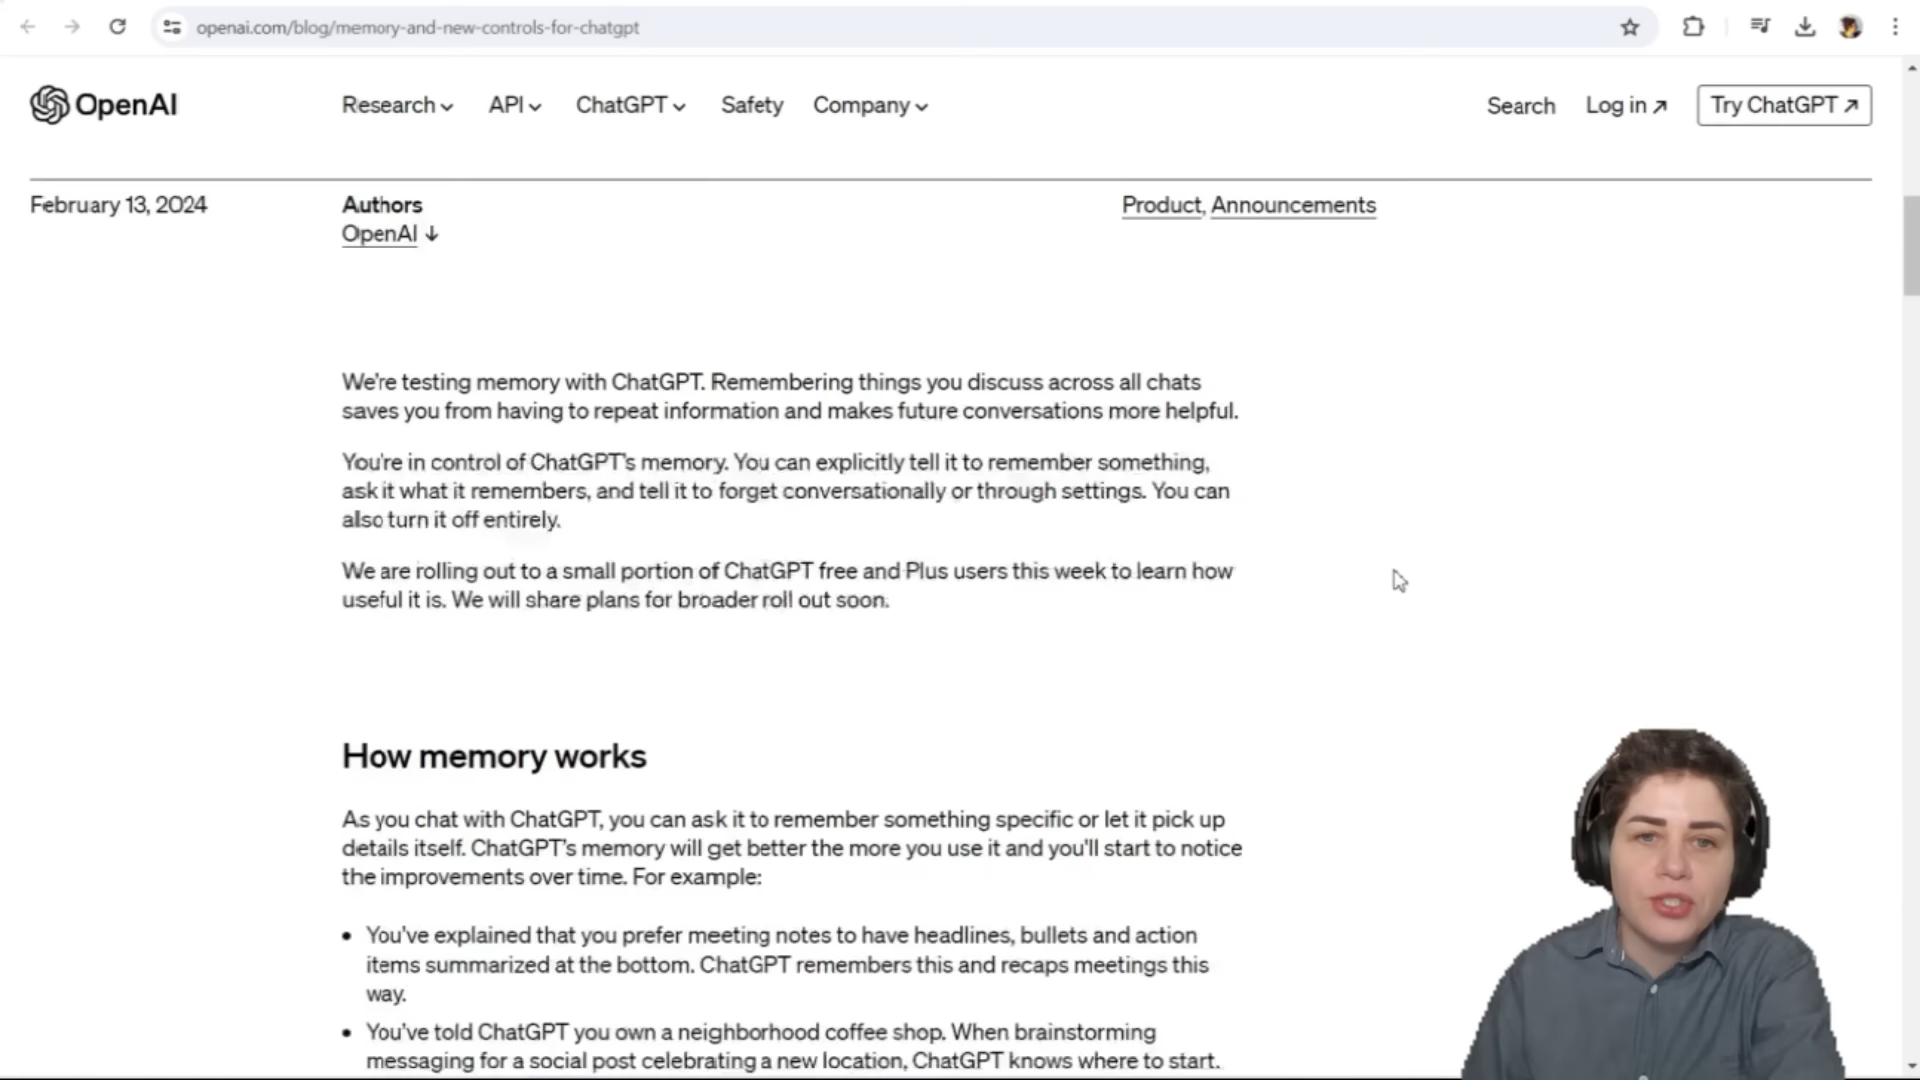 openai.com/blog/memory-and-new-controls-for-chatgpt
OpenAI
Research
API
ChatGPT
Safety
Company
Search
Log in ↗
Try ChatGPT ↗
February 13, 2024
Authors
OpenAI ↓
Product, Announcements
We're testing memory with ChatGPT. Remembering things you discuss across all chats
saves you from having to repeat information and makes future conversations more helpful.
You're in control of ChatGPT's memory. You can explicitly tell it to remember something,
ask it what it remembers, and tell it to forget conversationally or through settings. You can
also turn it off entirely.
We are rolling out to a small portion of ChatGPT free and Plus users this week to learn how
useful it is. We will share plans for broader roll out soon.
How memory works
As you chat with ChatGPT, you can ask it to remember something specific or let it pick up
details itself. ChatGPT's memory will get better the more you use it and you'll start to notice
the improvements over time. For example:
• You've explained that you prefer meeting notes to have headlines, bullets and action
items summarized at the bottom. ChatGPT remembers this and recaps meetings this
way.
• You've told ChatGPT you own a neighborhood coffee shop. When brainstorming
messaging for a social post celebrating a new location, ChatGPT knows where to start.